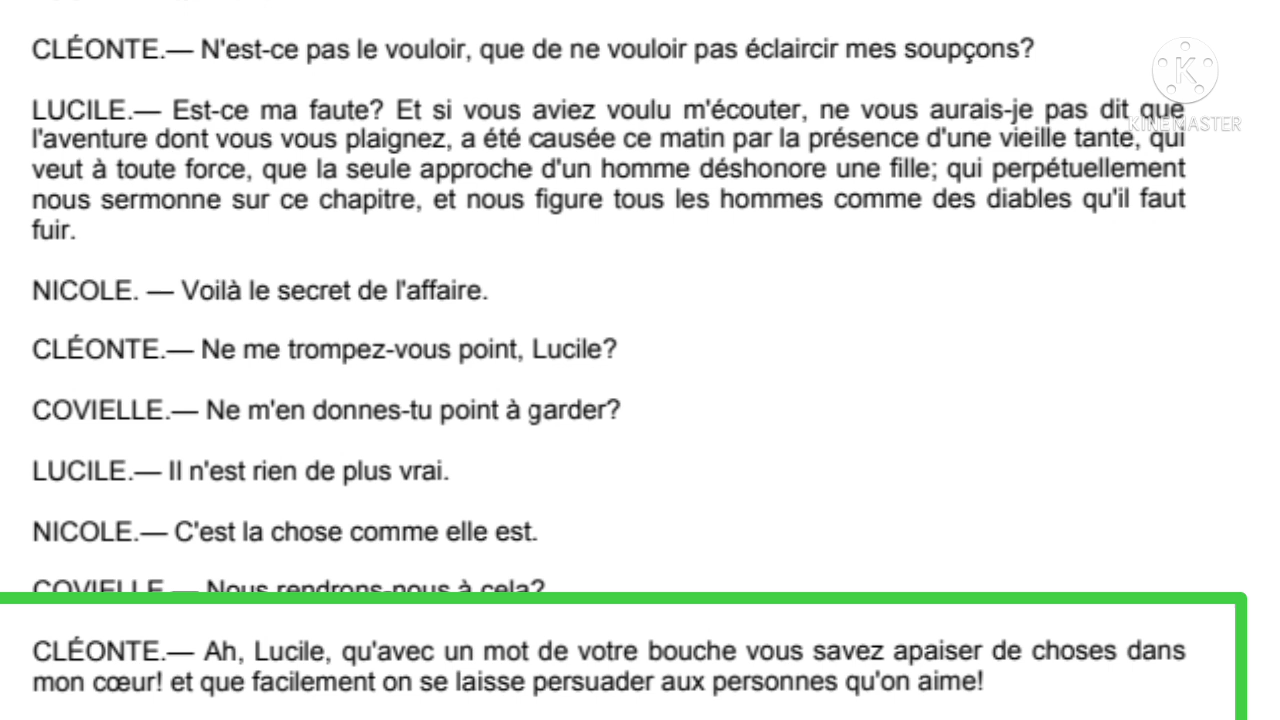 CLÉONTE.— N'est-ce pas le vouloir, que de ne vouloir pas éclaircir mes soupçons?
LUCILE.— Est-ce ma faute? Et si vous aviez voulu m'écouter, ne vous aurais-je pas dit que
l'aventure dont vous vous plaignez, a été causée ce matin par la présence d'une vieille tante, qui
veut à toute force, que la seule approche d'un homme déshonore une fille; qui perpétuellement
nous sermonne sur ce chapitre, et nous figure tous les hommes comme des diables qu'il faut
fuir.
NICOLE. — Voilà le secret de l'affaire.
CLÉONTE.— Ne me trompez-vous point, Lucile?
COVIELLE.— Ne m'en donnes-tu point à garder?
LUCILE.— Il n'est rien de plus vrai.
NICOLE.— C'est la chose comme elle est.
COVIELLE.— Nous rendrons-nous à cela?
CLÉONTE.— Ah, Lucile, qu'avec un mot de votre bouche vous savez apaiser de choses dans
mon cœur! et que facilement on se laisse persuader aux personnes qu'on aime!
K
KINEMASTER